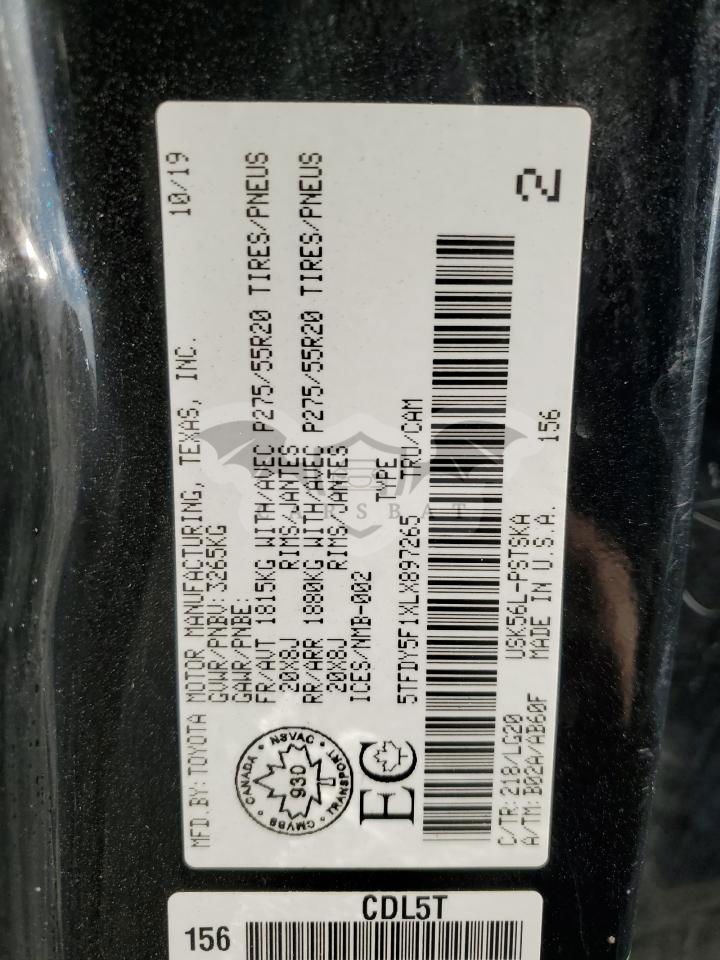 MFD.BY:TOYOTA MOTOR MANUFACTURING, TEXAS, INC. 10/19
GVWR/PNBV:3265KG
GAWR/PNBE:
FR/AVT 1815KG WITH/AVEC P275/55R20 TIRES/PNEUS
20X8J RIMS/JANTES
RR/ARR 1880KG WITH/AVEC P275/55R20 TIRES/PNEUS
20X8J RIMS/JANTES
ICES/NMB-002 TYPE
5TFDY5F1XLX897265 TRU/CAM
2
C/TR:218/LG20 USK56L-PSTSKA 156
A/TM:B02A/AB60F MADE IN U.S.A.
CANADA NSVAC TRANSPORT CMVSS
930
EC
CARSBAT
CDL5T
156